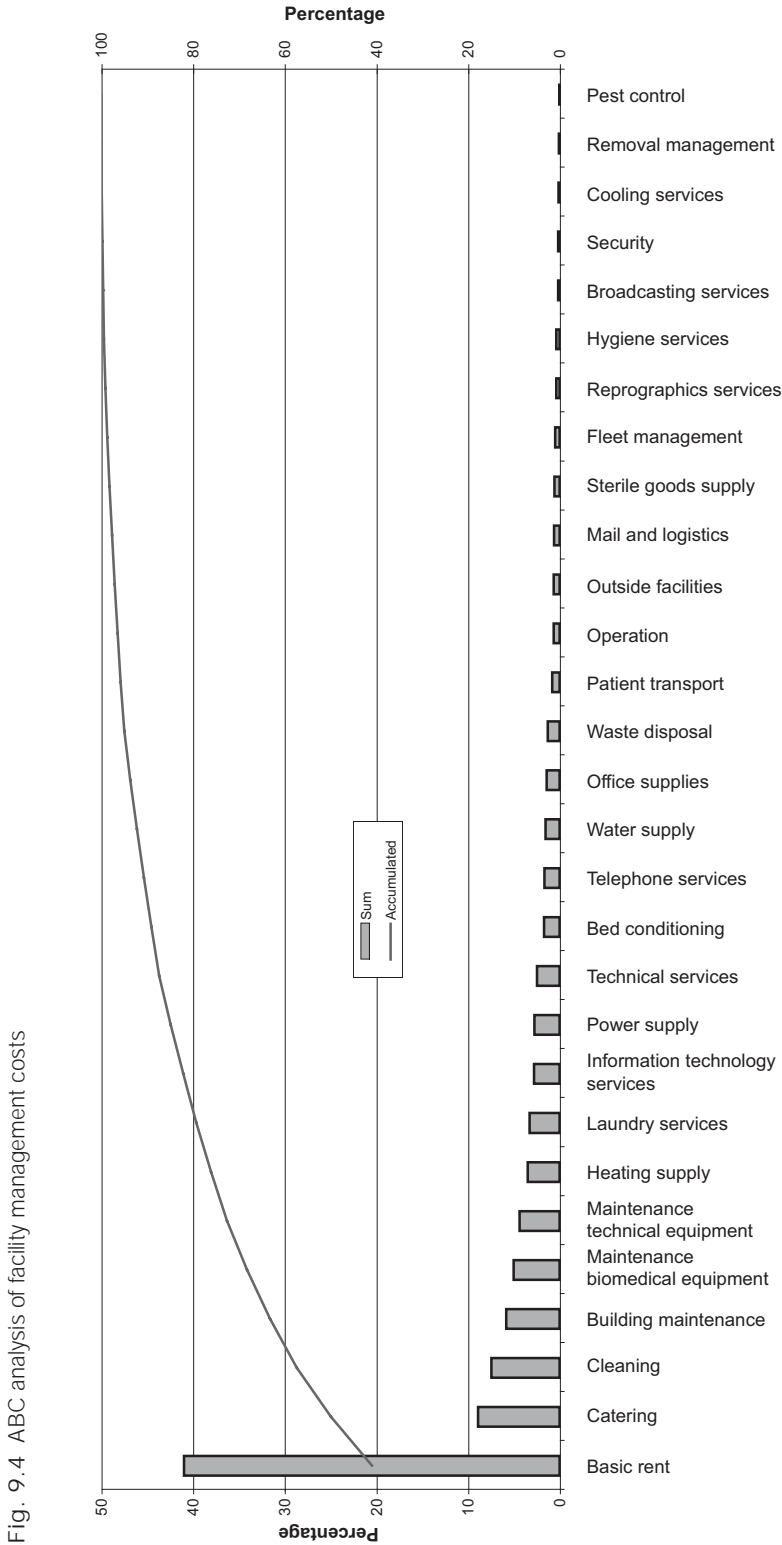 Fig. 9.4 ABC analysis of facility management costs
Percentage
100
80
60
40
20
0
Pest control
Removal management
Cooling services
Security
Broadcasting services
Hygiene services
Reprographics services
Fleet management
Sterile goods supply
Mail and logistics
Outside facilities
Operation
Patient transport
Waste disposal
Office supplies
Water supply
Telephone services
Bed conditioning
Technical services
Power supply
Information technology
services
Laundry services
Heating supply
Maintenance
technical equipment
Maintenance
biomedical equipment
Building maintenance
Cleaning
Catering
Basic rent
Sum
Accumulated
50
40
30
20
10
0
Percentage